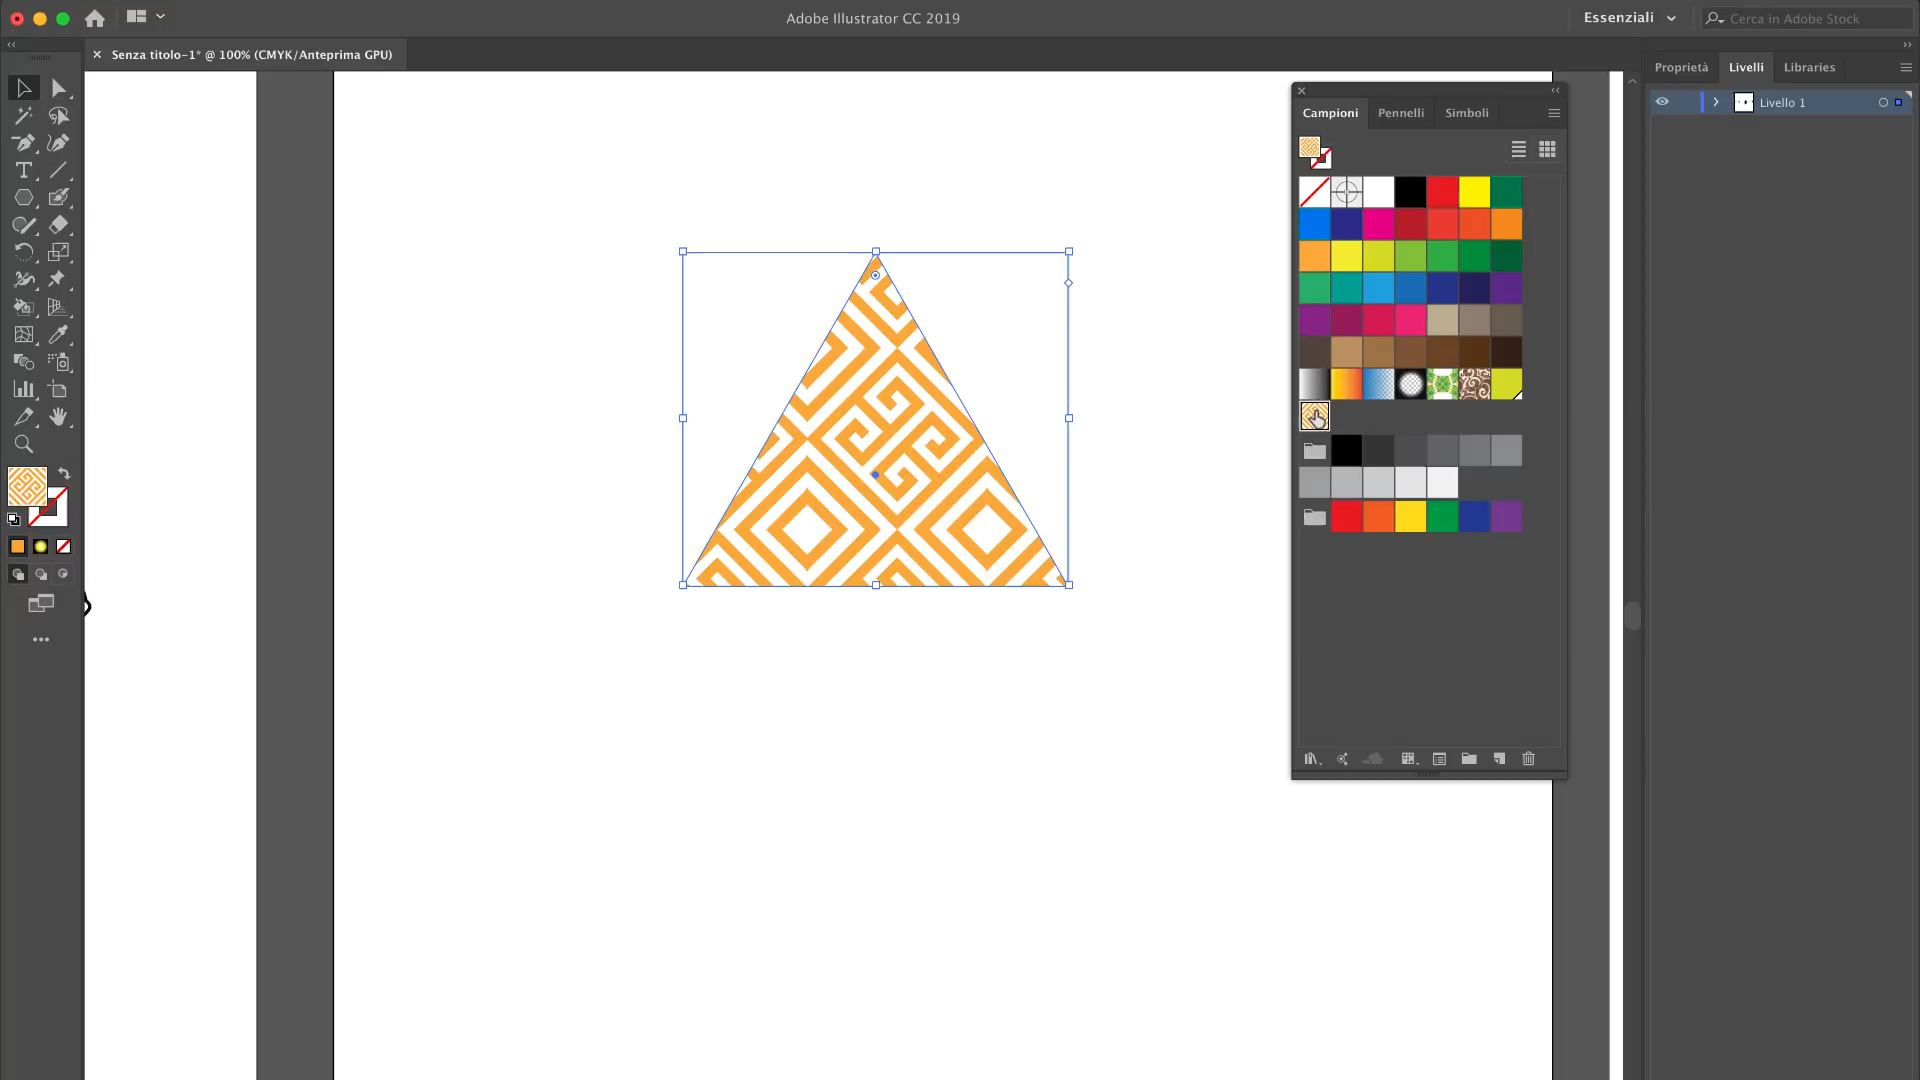 Adobe Illustrator CC 2019
Essenziali
Cerca in Adobe Stock
Senza titolo-1* @ 100% (CMYK/Anteprima GPU)
Proprietà
Livelli
Libraries
Livello 1
Campioni
Pennelli
Simboli